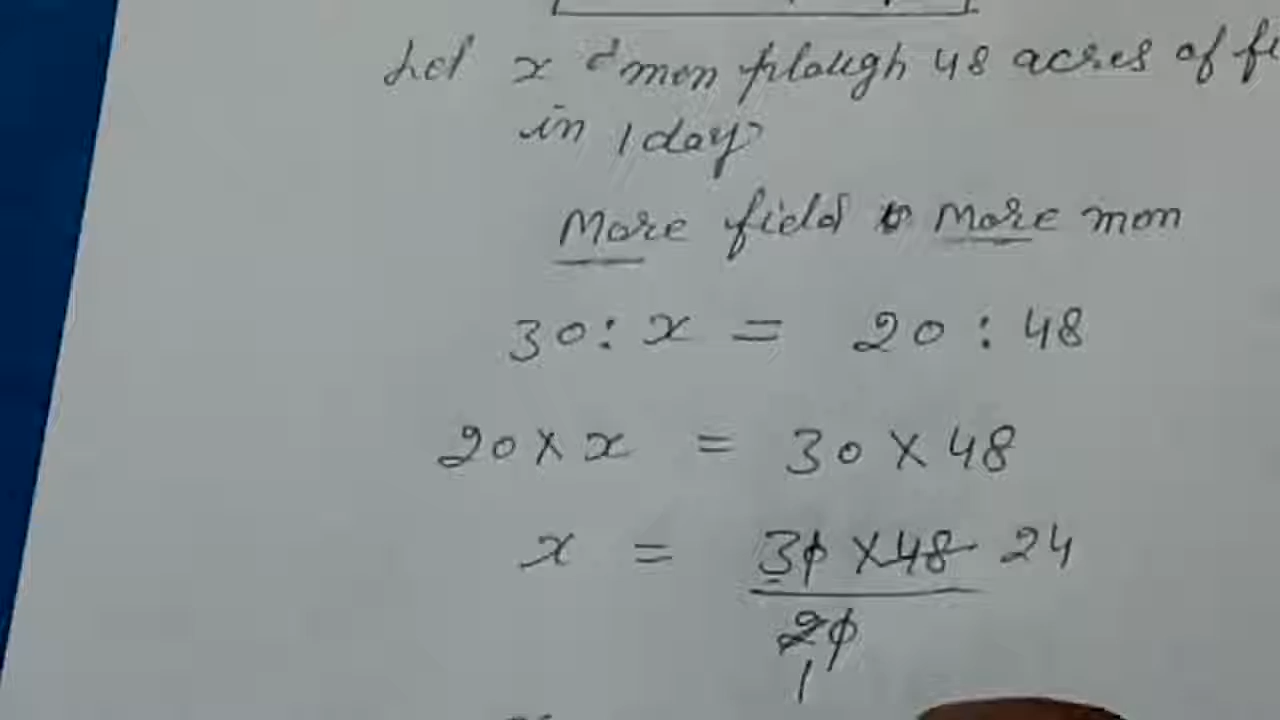 Let x men plough 48 acres of
in 1 day
More field More men
30 : x = 20 : 48
20 × x = 30 × 48
x = 30 × 48 24
20
1